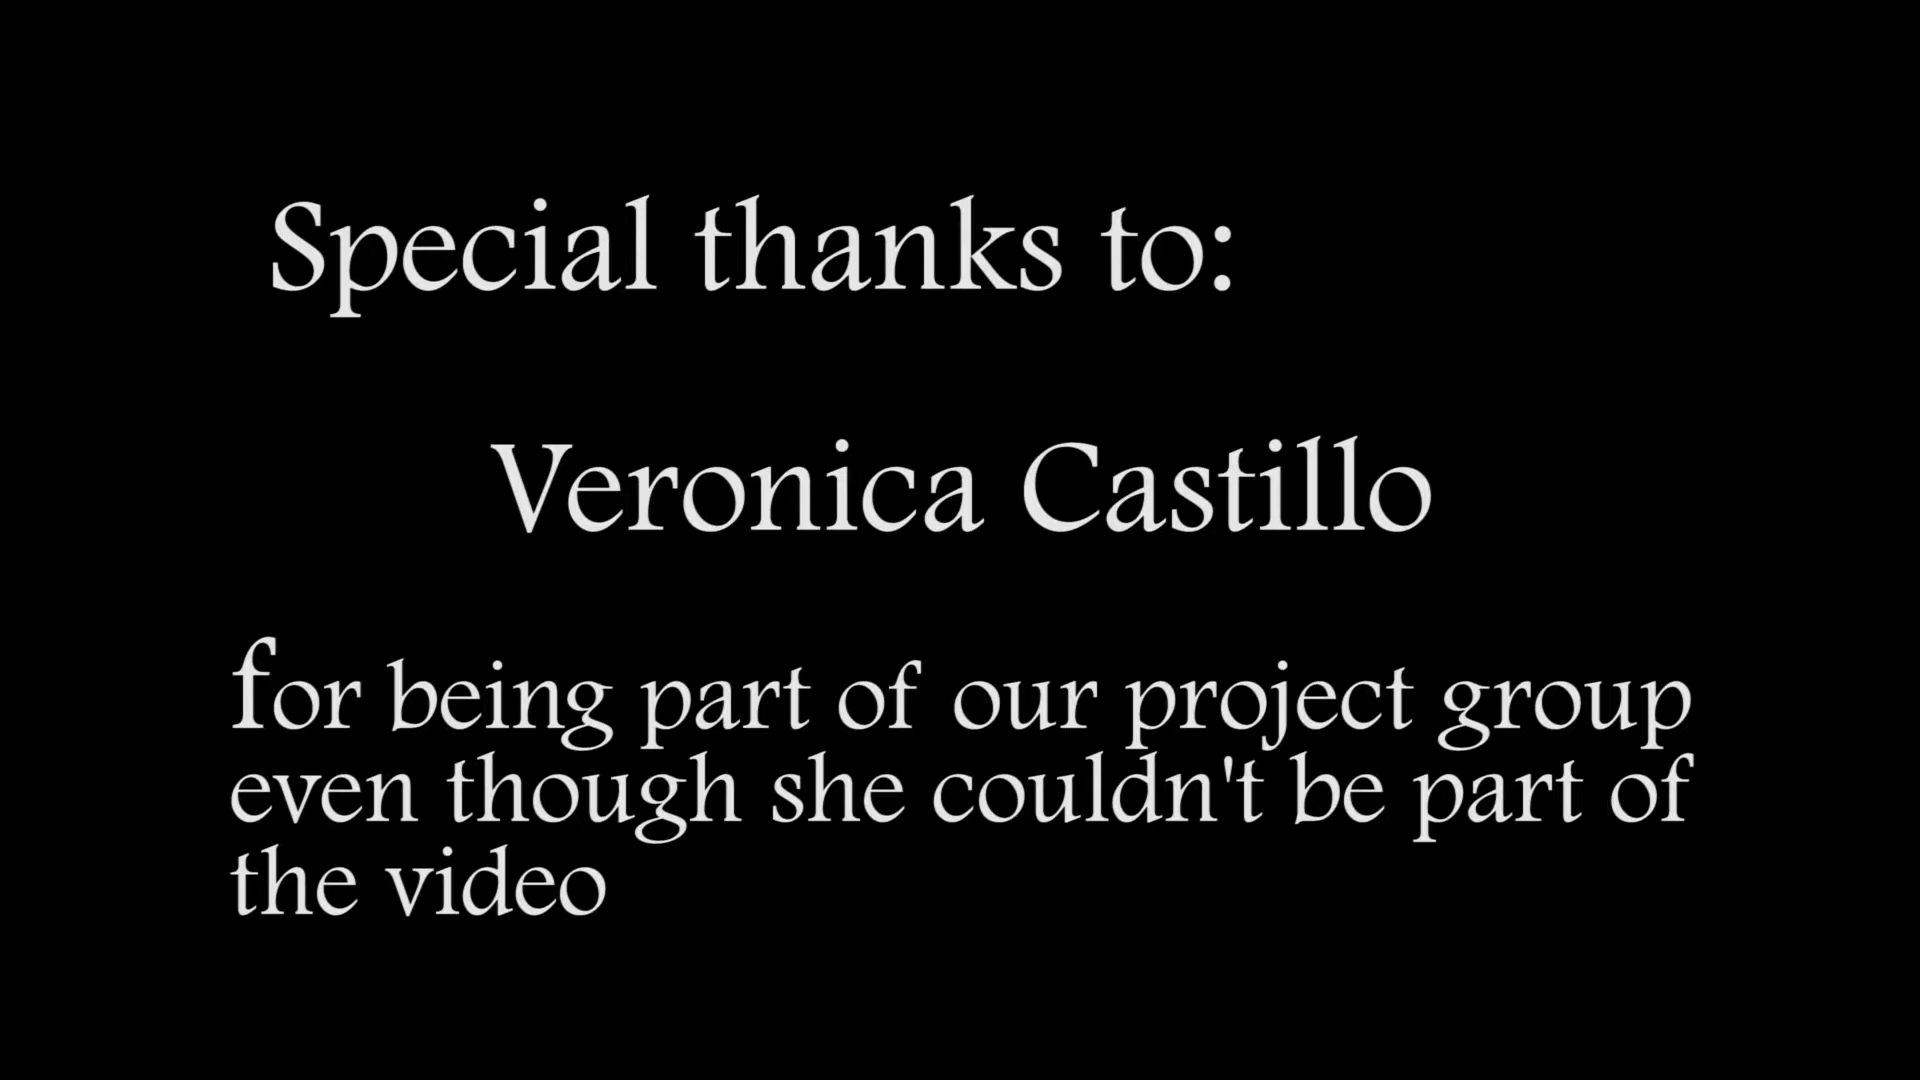 Special thanks to:
Veronica Castillo
for being part of our project group
even though she couldn't be part of
the video